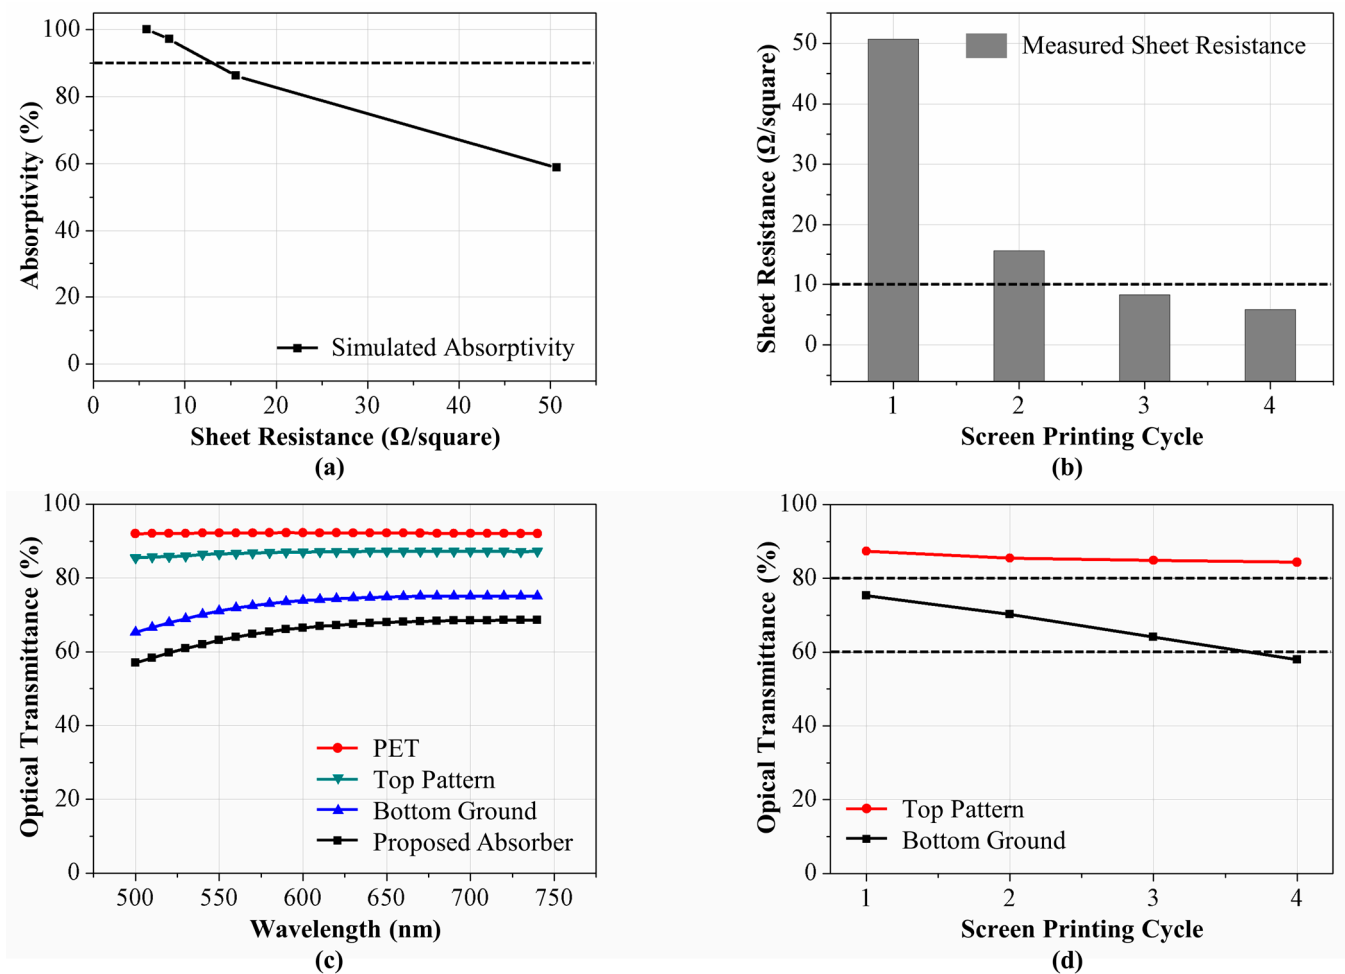 100
80
60
40
20
0
Absorptivity (%)
Simulated Absorptivity
0 10 20 30 40 50
Sheet Resistance (Ω/square)
(a)
50
40
30
20
10
0
Sheet Resistance (Ω/square)
Measured Sheet Resistance
1 2 3 4
Screen Printing Cycle
(b)
100
80
60
40
20
0
Optical Transmittance (%)
PET
Top Pattern
Bottom Ground
Proposed Absorber
500 550 600 650 700 750
Wavelength (nm)
(c)
100
80
60
40
20
0
Opical Transmittance (%)
Top Pattern
Bottom Ground
1 2 3 4
Screen Printing Cycle
(d)